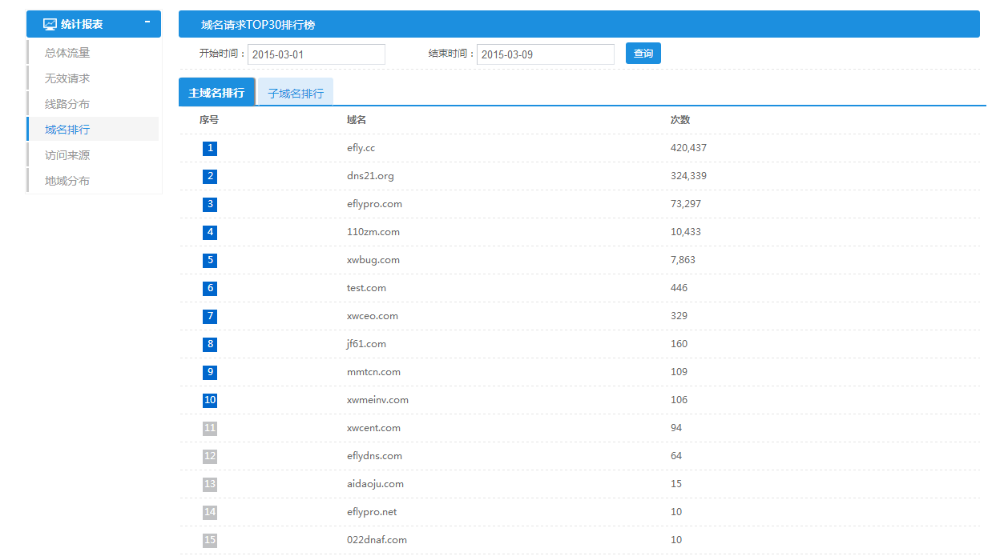 统计报表 -
总体流量
无效请求
线路分布
域名排行
访问来源
地域分布
域名请求TOP30排行榜
开始时间： 2015-03-01 结束时间： 2015-03-09 查询
主域名排行 子域名排行
序号 域名 次数
1 efly.cc 420,437
2 dns21.org 324,339
3 eflypro.com 73,297
4 110zm.com 10,433
5 xwbug.com 7,863
6 test.com 446
7 xwceo.com 329
8 jf61.com 160
9 mmtcn.com 109
10 xwmeinv.com 106
11 xwcent.com 94
12 eflydns.com 64
13 aidaoju.com 15
14 eflypro.net 10
15 022dnaf.com 10